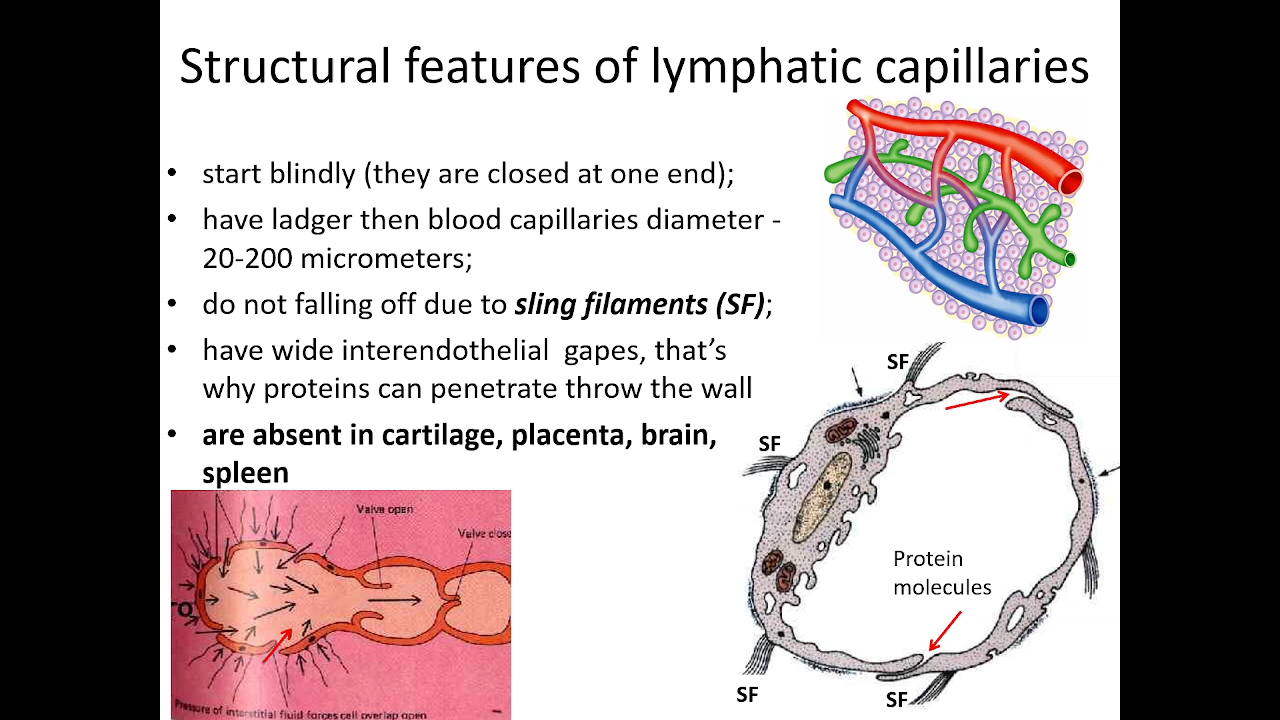 Structural features of lymphatic capillaries
• start blindly (they are closed at one end);
• have ladger then blood capillaries diameter -
20-200 micrometers;
• do not falling off due to sling filaments (SF);
• have wide interendothelial gapes, that's
why proteins can penetrate throw the wall
• are absent in cartilage, placenta, brain,
spleen
SF
SF
Protein
molecules
SF
SF
Valve open
Valve close
Pressure of interstitial fluid forces cell overlap open